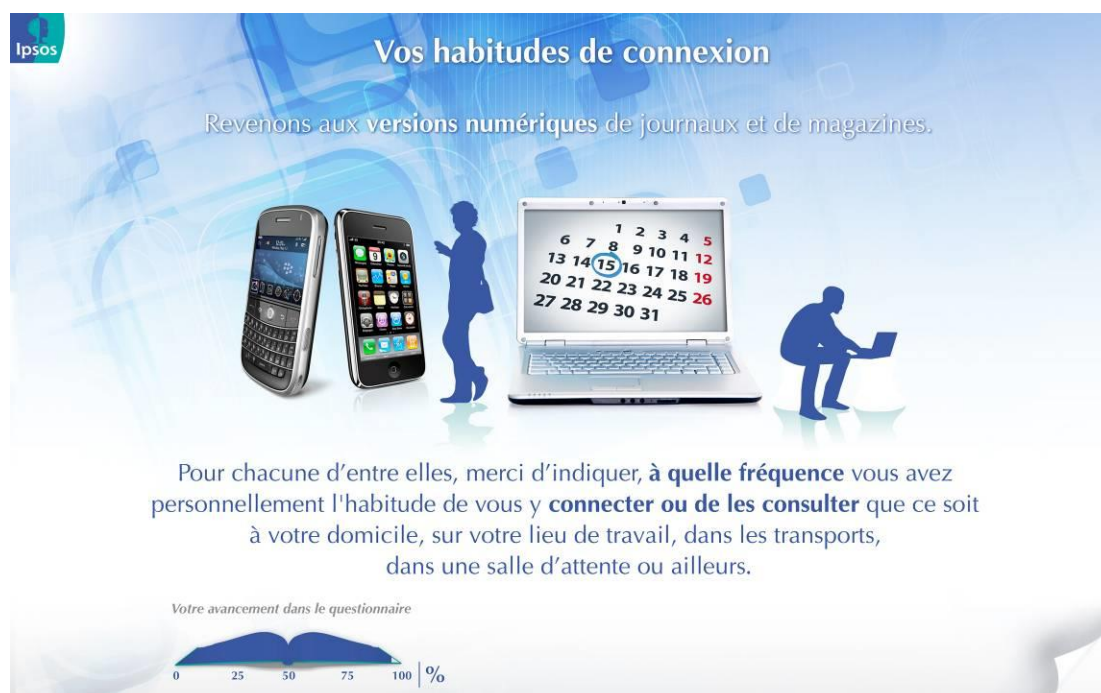 Ipsos
Vos habitudes de connexion
Revenons aux versions numériques de journaux et de magazines.
1 2 3 4 5
6 7 8 9 10 11 12
13 14 15 16 17 18 19
20 21 22 23 24 25 26
27 28 29 30 31
Pour chacune d’entre elles, merci d’indiquer, à quelle fréquence vous avez
personnellement l'habitude de vous y connecter ou de les consulter que ce soit
à votre domicile, sur votre lieu de travail, dans les transports,
dans une salle d’attente ou ailleurs.
Votre avancement dans le questionnaire
0 25 50 75 100 | %